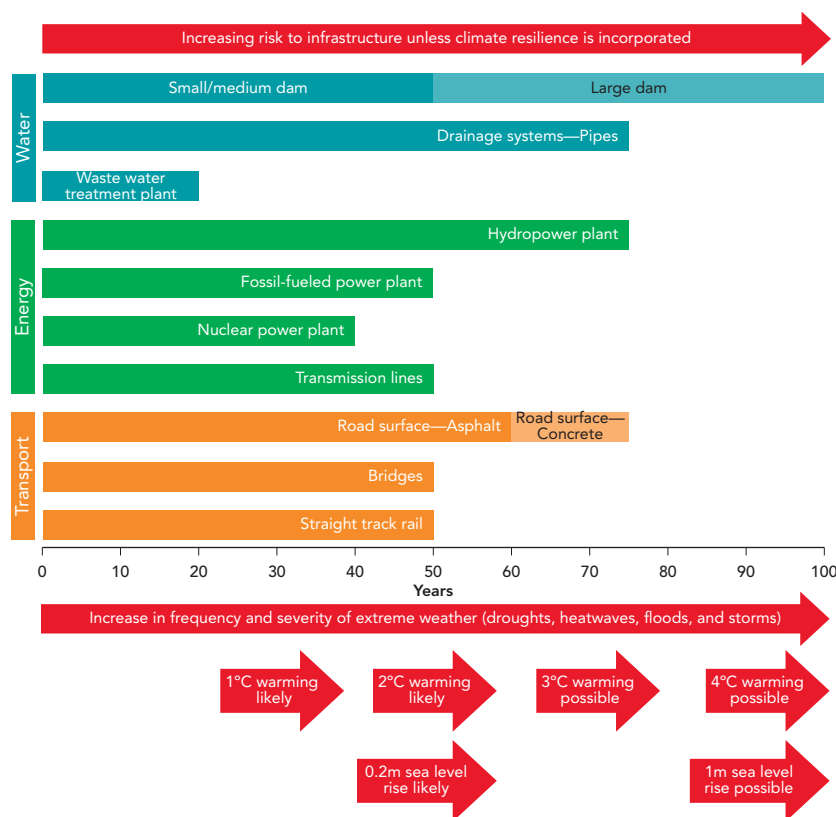 Increasing risk to infrastructure unless climate resilience is incorporated
Water
Small/medium dam
Large dam
Drainage systems—Pipes
Waste water
treatment plant
Energy
Hydropower plant
Fossil-fueled power plant
Nuclear power plant
Transmission lines
Transport
Road surface—Asphalt
Road surface—
Concrete
Bridges
Straight track rail
0 10 20 30 40 50 60 70 80 90 100
Years
Increase in frequency and severity of extreme weather (droughts, heatwaves, floods, and storms)
1°C warming
likely
2°C warming
likely
3°C warming
possible
4°C warming
possible
0.2m sea level
rise likely
1m sea level
rise possible